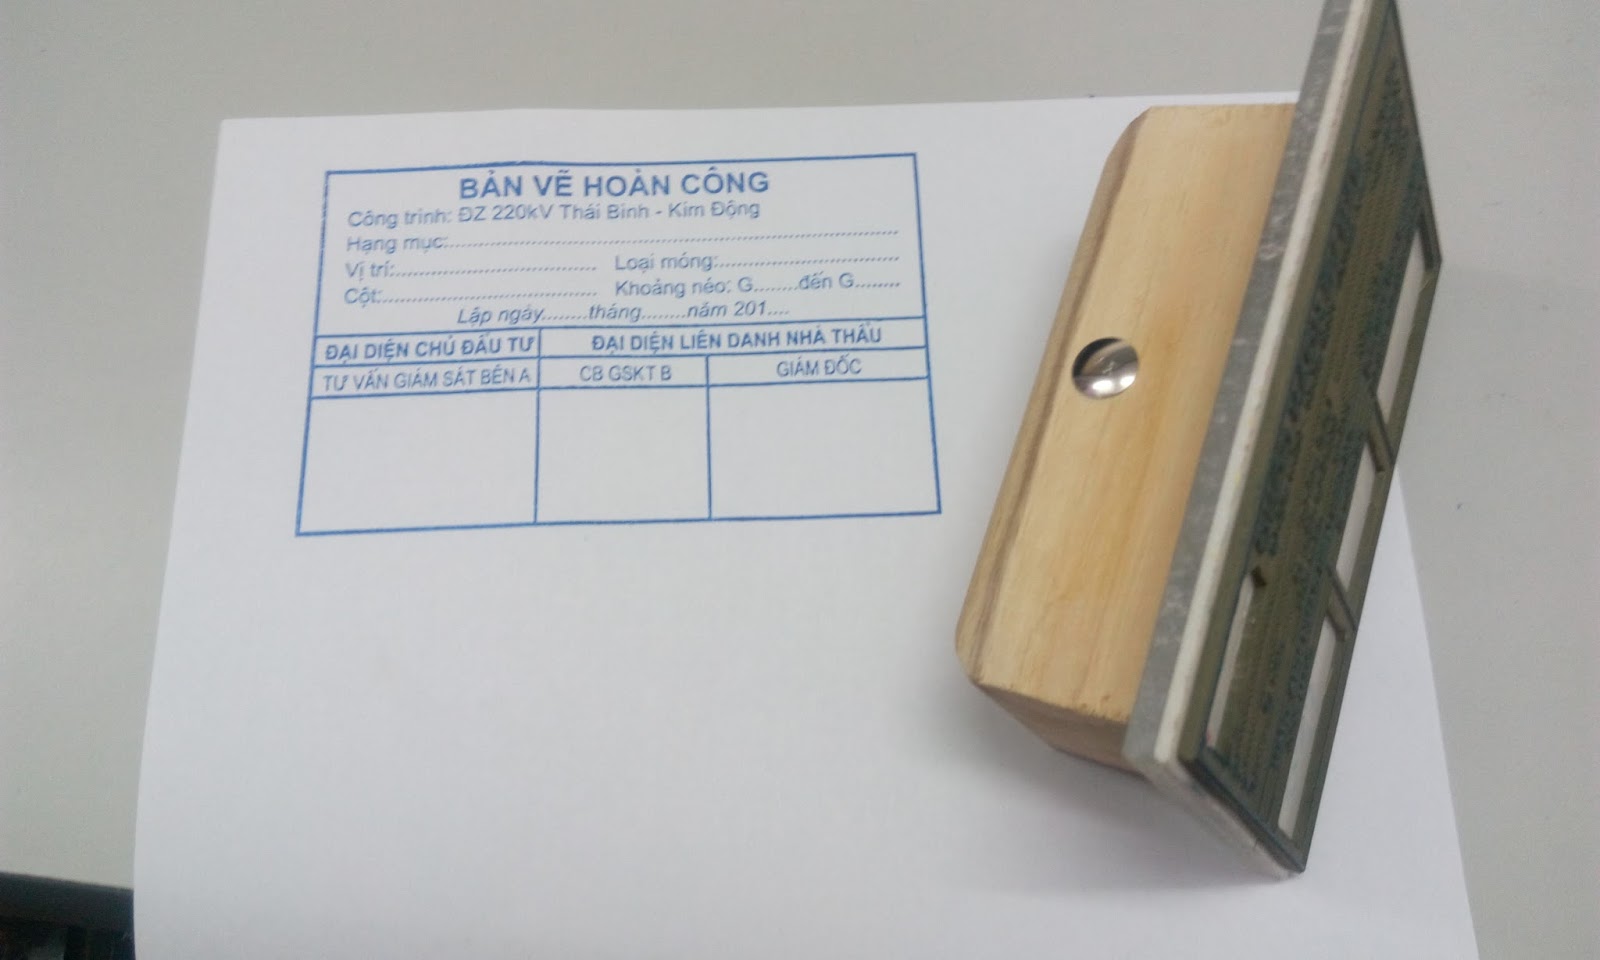 BẢN VẼ HOÀN CÔNG
Công trình: ĐZ 220kV Thái Bình - Kim Động
Hạng mục:........................................................................
Vị trí:.................................. Loại móng:...............................
Cột:.................................... Khoảng néo: G........đến G........
Lập ngày........tháng........năm 201....
ĐẠI DIỆN CHỦ ĐẦU TƯ ĐẠI DIỆN LIÊN DANH NHÀ THẦU
TƯ VẤN GIÁM SÁT BÊN A CB GSKT B GIÁM ĐỐC